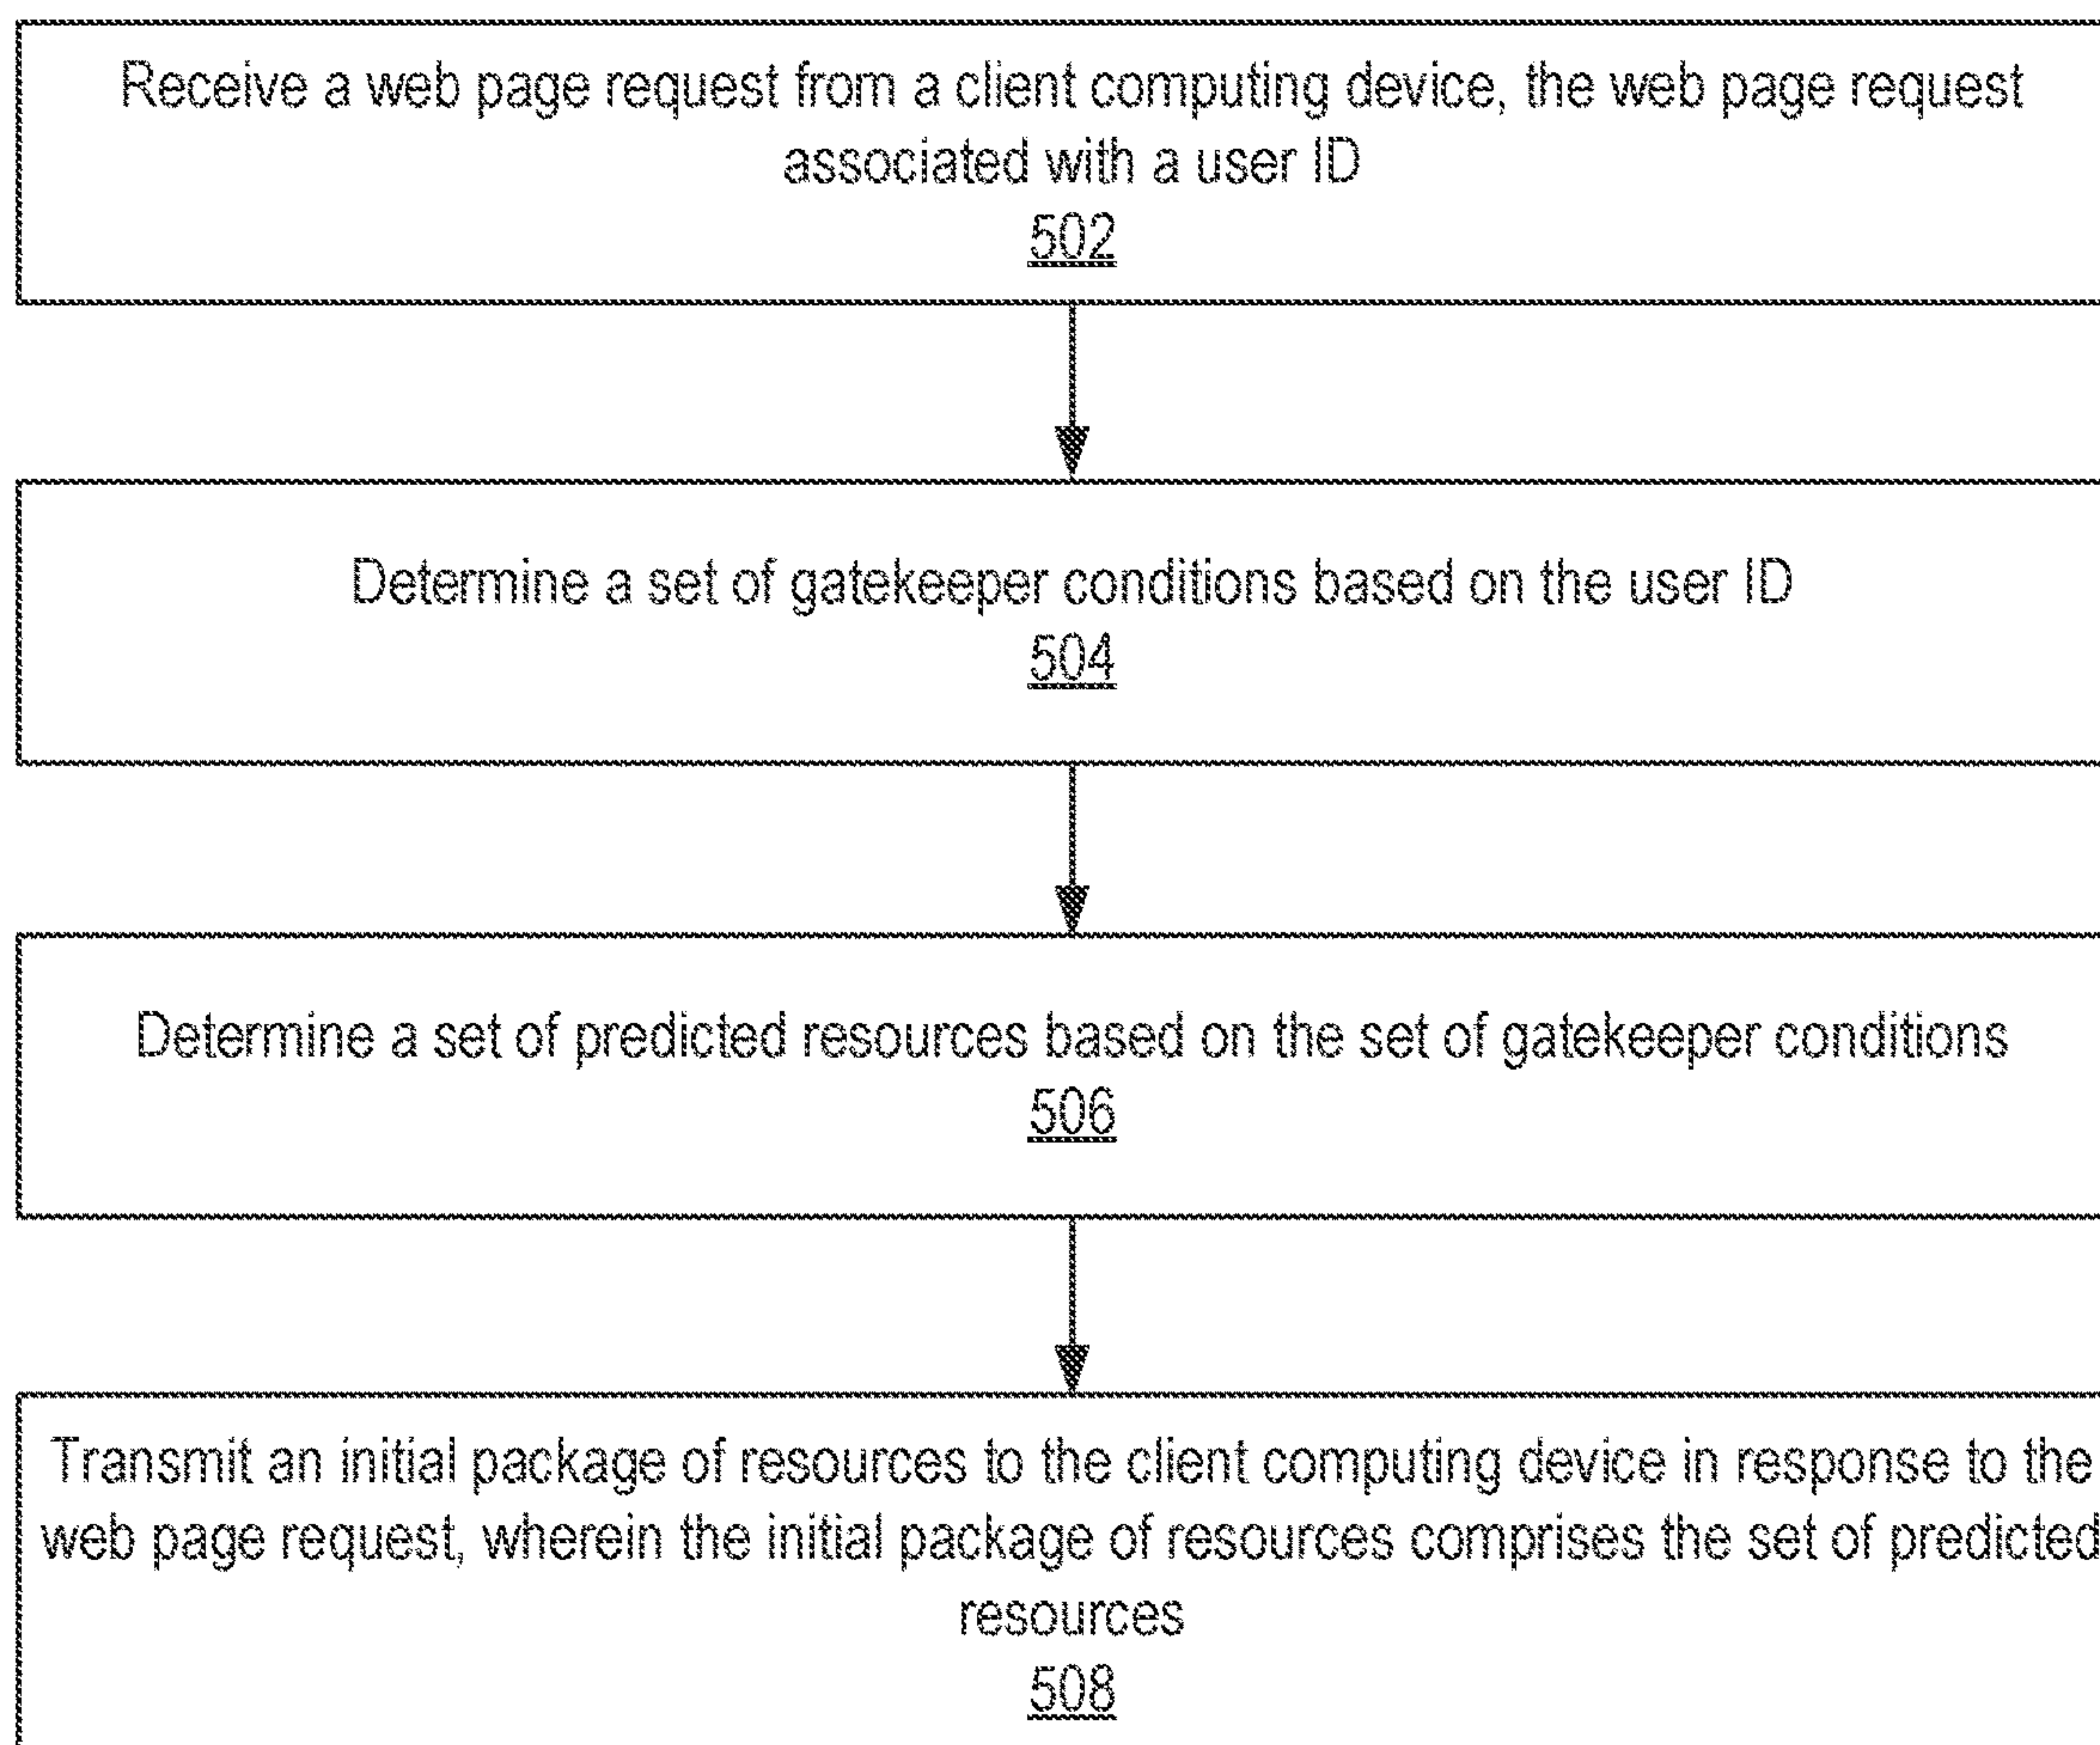 Receive a web page request from a client computing device, the web page request
associated with a user ID
502
Determine a set of gatekeeper conditions based on the user ID
504
Determine a set of predicted resources based on the set of gatekeeper conditions
506
Transmit an initial package of resources to the client computing device in response to the
web page request, wherein the initial package of resources comprises the set of predicted
resources
508